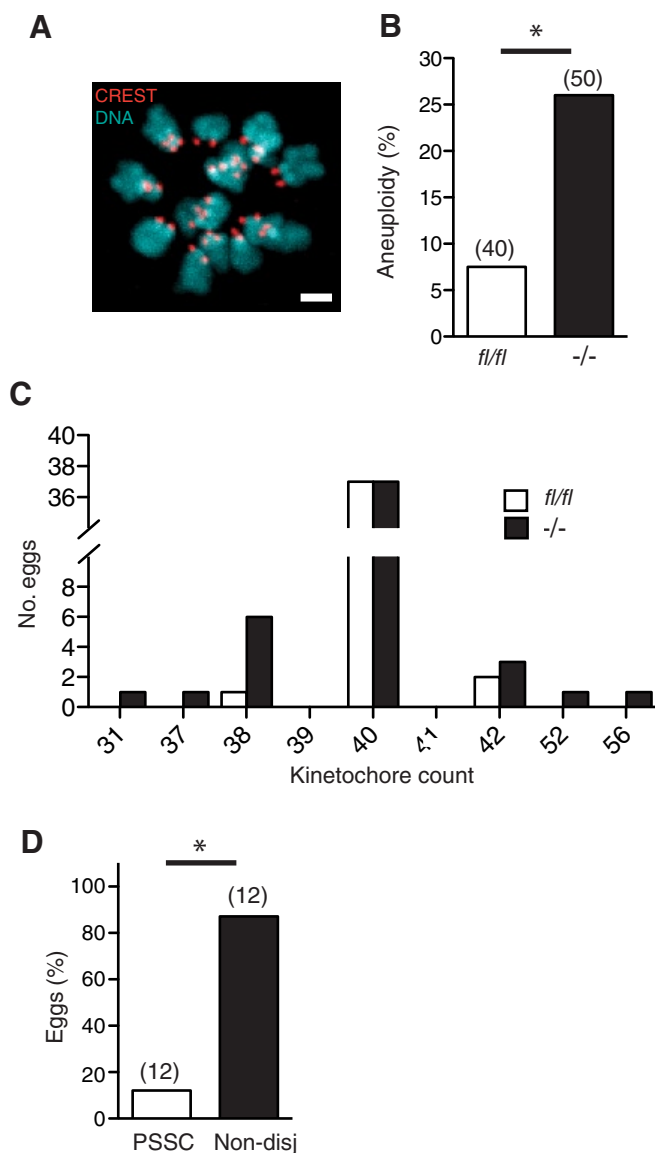 A
CREST
DNA
B
*
30
25
20
15
10
5
0
Aneuploidy (%)
(40)
(50)
fl/fl
-/-
C
40
38
36
8
6
4
2
0
No. eggs
fl/fl
-/-
31
37
38
39
40
41
42
52
56
Kinetochore count
D
*
100
80
60
40
20
0
Eggs (%)
(12)
(12)
PSSC
Non-disj